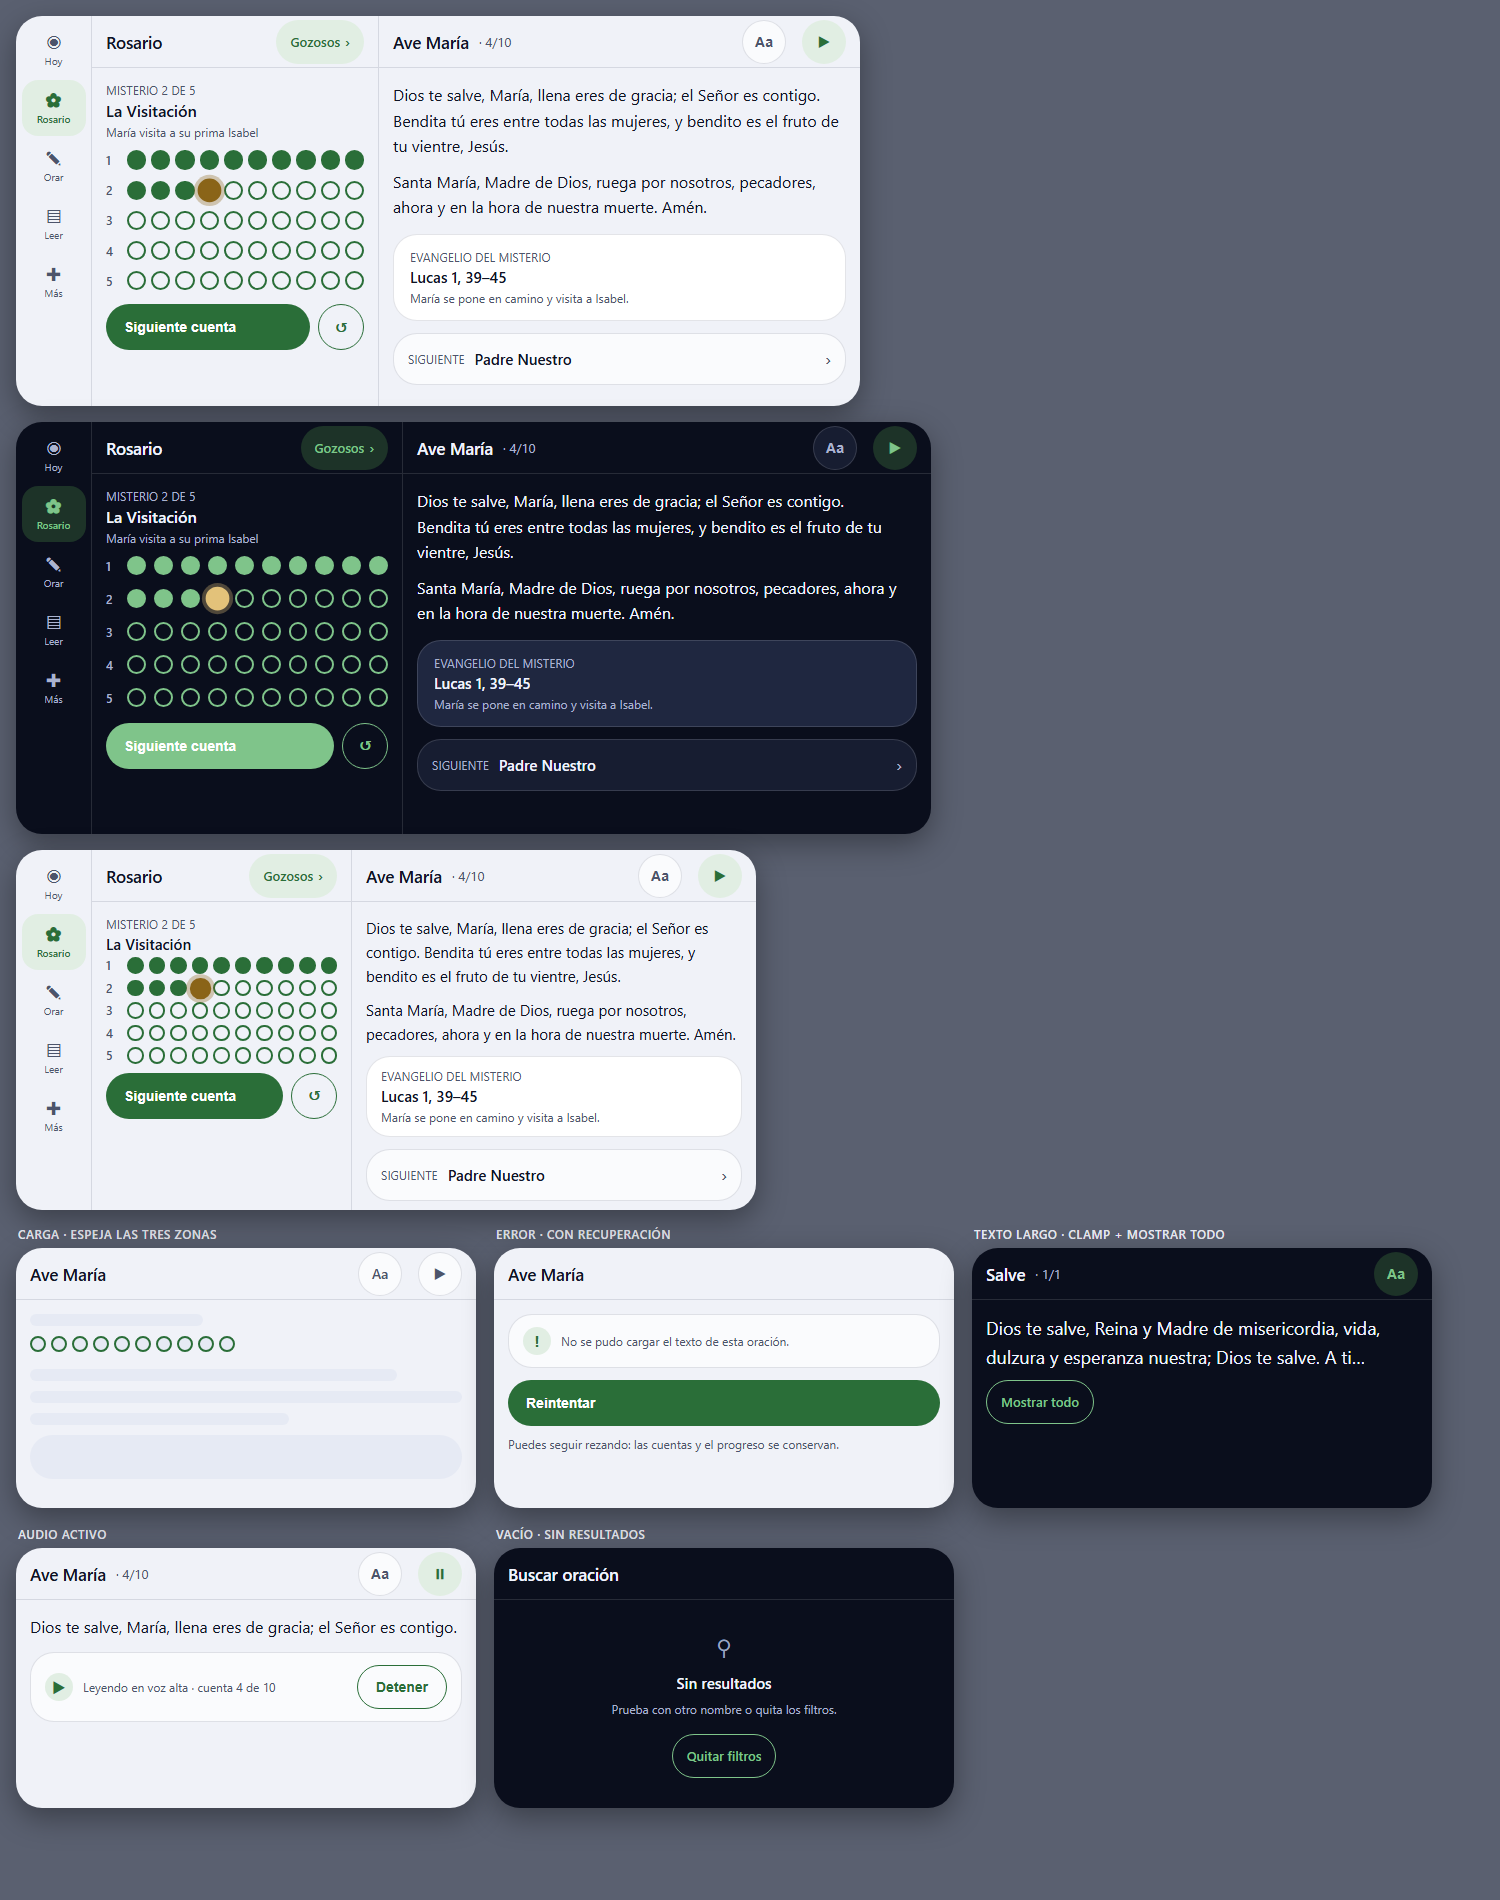 Hoy
Rosario
Orar
Leer
Más
Rosario
Gozosos ›
MISTERIO 2 DE 5
La Visitación
María visita a su prima Isabel
1
2
3
4
5
Siguiente cuenta
↺
Ave María · 4/10
Aa
Dios te salve, María, llena eres de gracia; el Señor es contigo.
Bendita tú eres entre todas las mujeres, y bendito es el fruto de
tu vientre, Jesús.
Santa María, Madre de Dios, ruega por nosotros, pecadores,
ahora y en la hora de nuestra muerte. Amén.
EVANGELIO DEL MISTERIO
Lucas 1, 39–45
María se pone en camino y visita a Isabel.
SIGUIENTE Padre Nuestro ›
Hoy
Rosario
Orar
Leer
Más
Rosario
Gozosos ›
MISTERIO 2 DE 5
La Visitación
María visita a su prima Isabel
1
2
3
4
5
Siguiente cuenta
↺
Ave María · 4/10
Aa
Dios te salve, María, llena eres de gracia; el Señor es contigo.
Bendita tú eres entre todas las mujeres, y bendito es el fruto de tu
vientre, Jesús.
Santa María, Madre de Dios, ruega por nosotros, pecadores, ahora y
en la hora de nuestra muerte. Amén.
EVANGELIO DEL MISTERIO
Lucas 1, 39–45
María se pone en camino y visita a Isabel.
SIGUIENTE Padre Nuestro ›
Hoy
Rosario
Orar
Leer
Más
Rosario
Gozosos ›
MISTERIO 2 DE 5
La Visitación
1
2
3
4
5
Siguiente cuenta
↺
Ave María · 4/10
Aa
Dios te salve, María, llena eres de gracia; el Señor es
contigo. Bendita tú eres entre todas las mujeres, y
bendito es el fruto de tu vientre, Jesús.
Santa María, Madre de Dios, ruega por nosotros,
pecadores, ahora y en la hora de nuestra muerte. Amén.
EVANGELIO DEL MISTERIO
Lucas 1, 39–45
María se pone en camino y visita a Isabel.
SIGUIENTE Padre Nuestro ›
CARGA · ESPEJA LAS TRES ZONAS
Ave María
Aa
ERROR · CON RECUPERACIÓN
Ave María
! No se pudo cargar el texto de esta oración.
Reintentar
Puedes seguir rezando: las cuentas y el progreso se conservan.
TEXTO LARGO · CLAMP + MOSTRAR TODO
Salve · 1/1
Aa
Dios te salve, Reina y Madre de misericordia, vida,
dulzura y esperanza nuestra; Dios te salve. A ti…
Mostrar todo
AUDIO ACTIVO
Ave María · 4/10
Aa
Dios te salve, María, llena eres de gracia; el Señor es contigo.
Leyendo en voz alta · cuenta 4 de 10
Detener
VACÍO · SIN RESULTADOS
Buscar oración
Sin resultados
Prueba con otro nombre o quita los filtros.
Quitar filtros